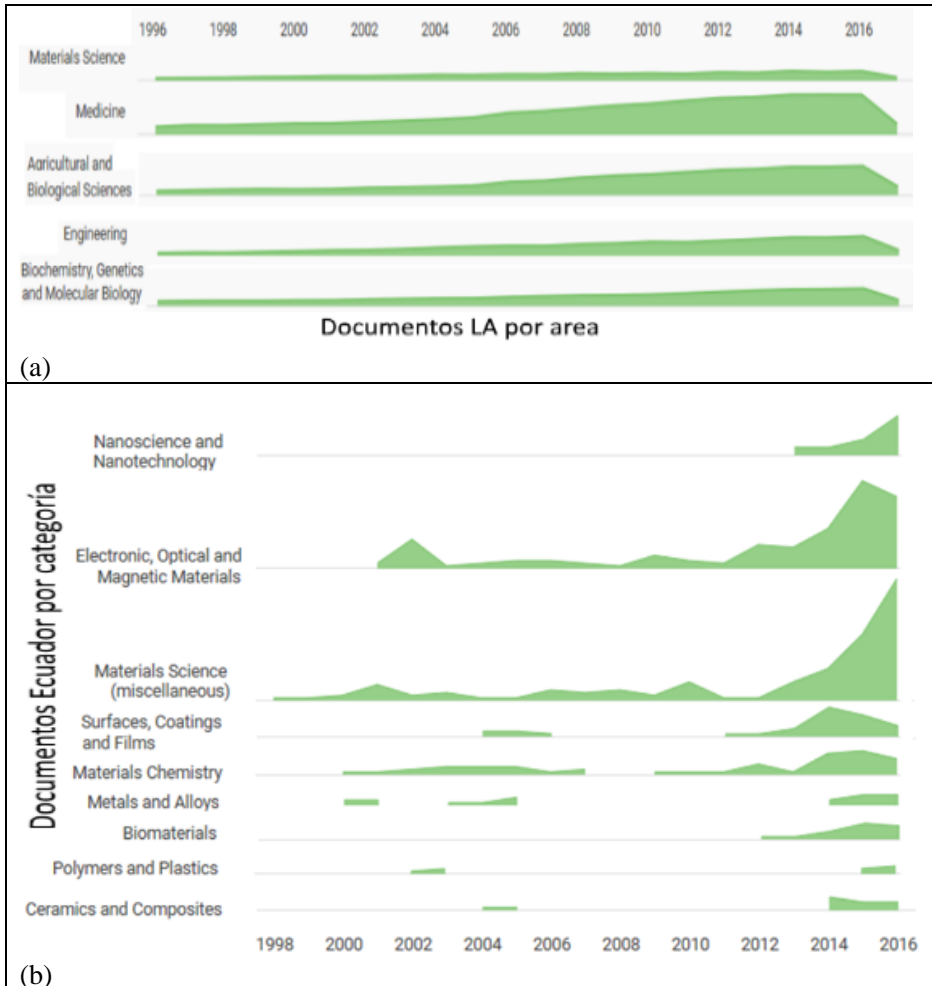 1996 1998 2000 2002 2004 2006 2008 2010 2012 2014 2016
Materials Science
Medicine
Agricultural and
Biological Sciences
Engineering
Biochemistry, Genetics
and Molecular Biology
Documentos LA por area
(a)
Documentos Ecuador por categoría
Nanoscience and
Nanotechnology
Electronic, Optical and
Magnetic Materials
Materials Science
(miscellaneous)
Surfaces, Coatings
and Films
Materials Chemistry
Metals and Alloys
Biomaterials
Polymers and Plastics
Ceramics and Composites
1998 2000 2002 2004 2006 2008 2010 2012 2014 2016
(b)